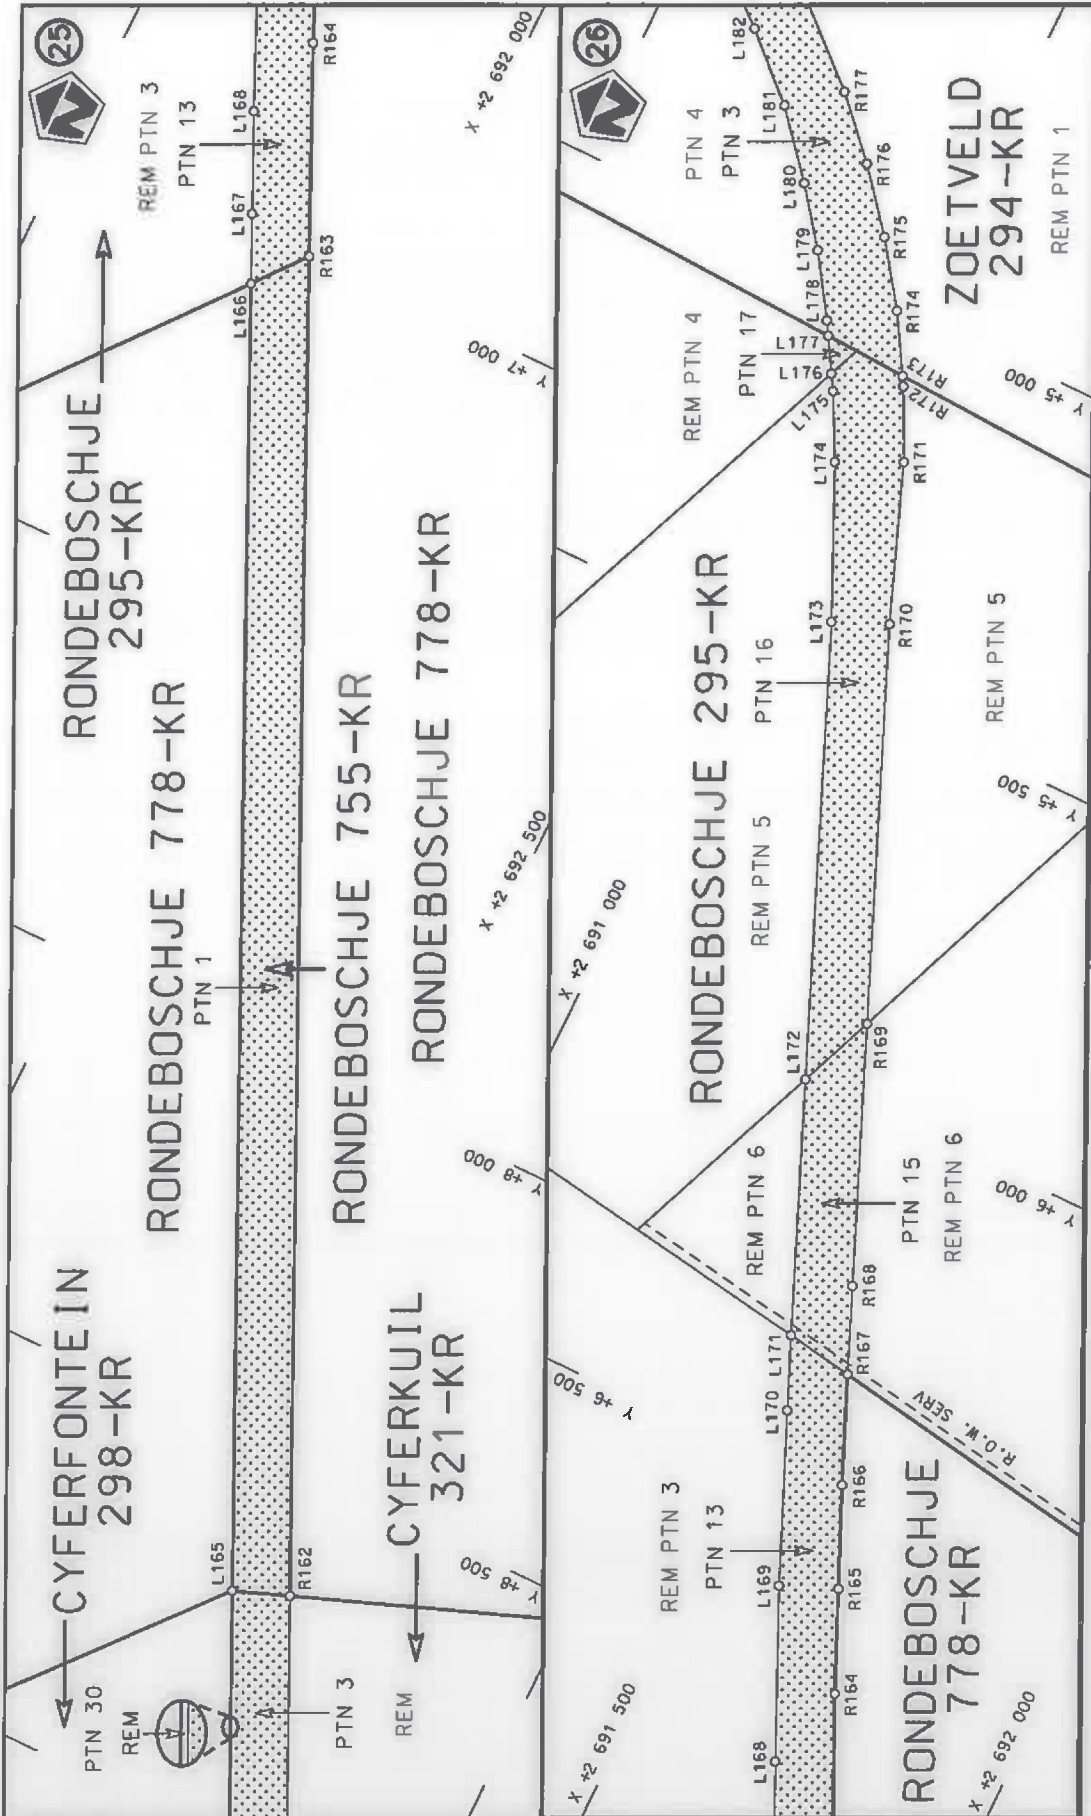 25
CYFERFONTEIN
298-KR
RONDEBOSCHJE
295-KR
PTN 30
REM
RONDEBOSCHJE 778-KR
PTN 1
REM PTN 3
PTN 13
L165
L166
L167
L168
R162
R163
R164
PTN 3
REM
CYFERKUIL
321-KR
RONDEBOSCHJE 755-KR
RONDEBOSCHJE 778-KR
Y +8 500
Y +8 000
X +2 692 500
Y +7 000
X +2 692 000
26
X +2 691 500
Y +6 500
X +2 691 000
REM PTN 3
PTN 13
REM PTN 6
RONDEBOSCHJE 295-KR
REM PTN 5
PTN 16
REM PTN 4
PTN 17
PTN 4
PTN 3
L168
L169
L170
L171
L172
L173
L174
L175
L176
L177
L178
L179
L180
L181
L182
R164
R165
R166
R167
R168
R169
R170
R171
R172
R173
R174
R175
R176
R177
RONDEBOSCHJE
778-KR
R.O.W. SERV
PTN 15
REM PTN 6
REM PTN 5
ZOETVELD
294-KR
REM PTN 1
X +2 692 000
Y +6 000
Y +5 500
Y +5 000